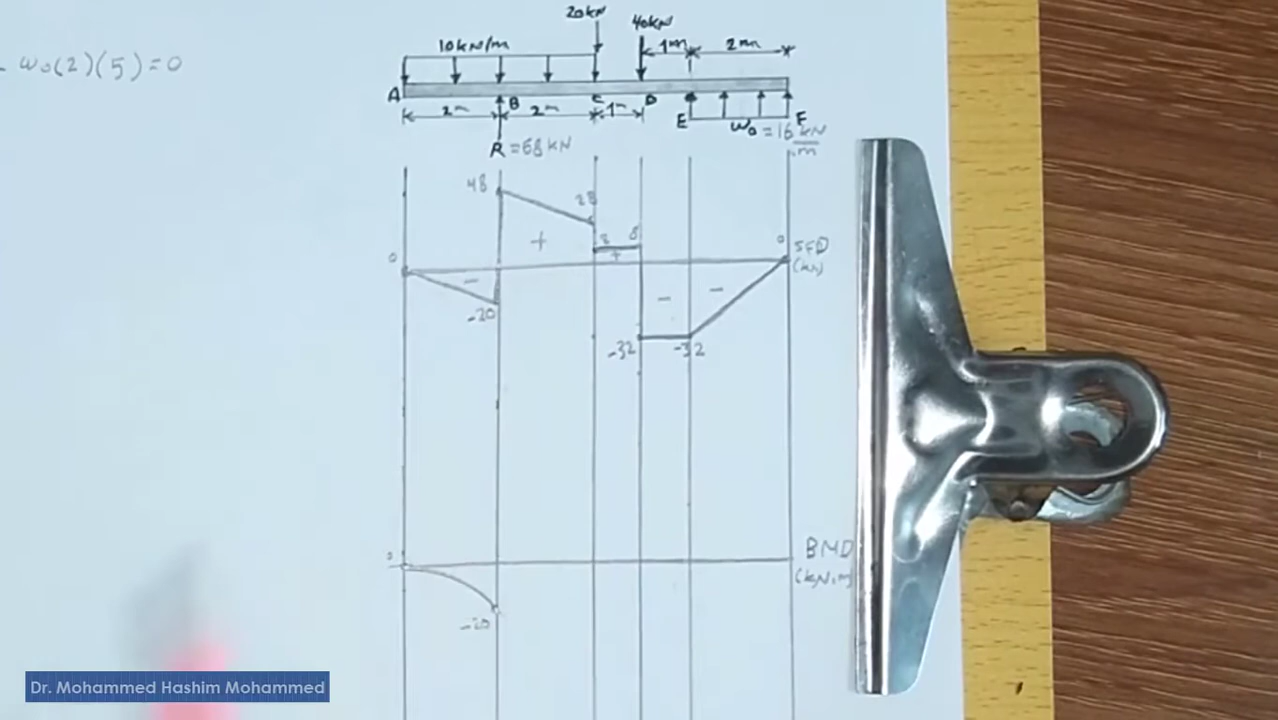 - w₀(2)(5)=0
20kN
40kN
10kN/m
1m
2m
A
B
C
D
E
F
2m
2m
1m
R = 68 kN
w₀ = 16 kN/m
48
28
8
8
+
+
0
0
SFD
(kN)
-
-
-
-20
-32
-32
0
BMD
(kN.m)
-20
Dr. Mohammed Hashim Mohammed